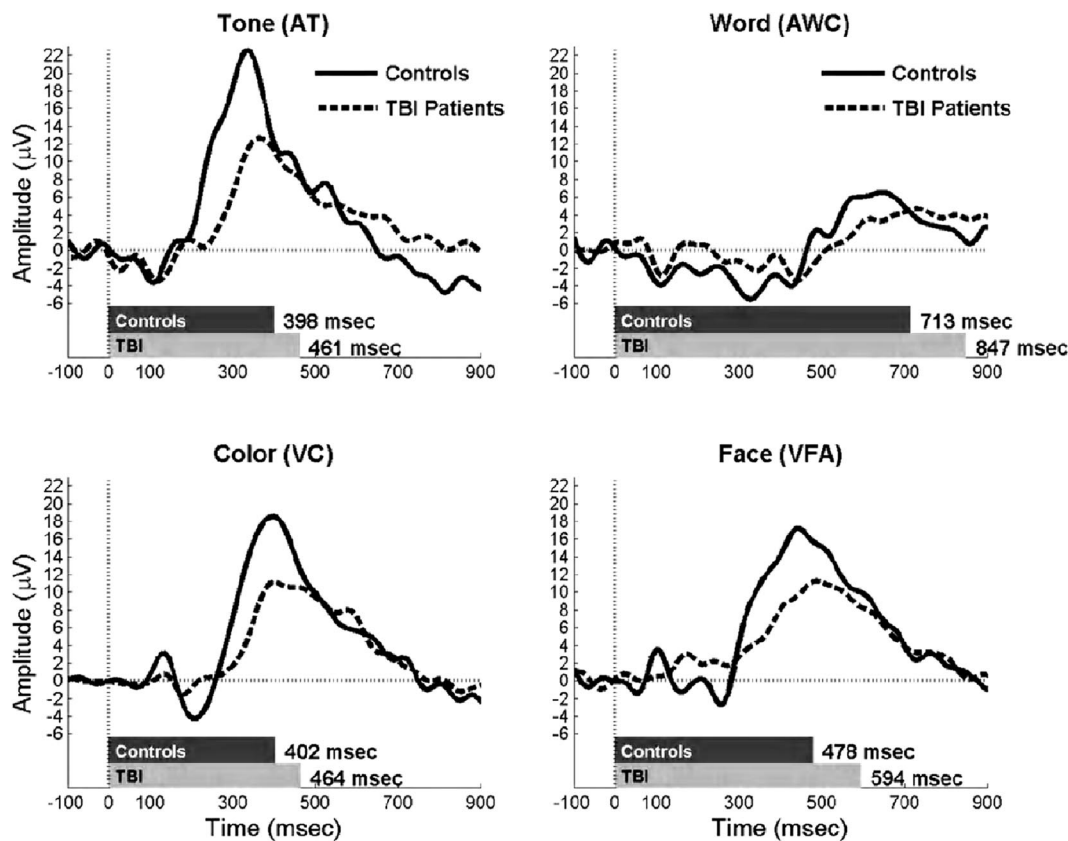 Tone (AT)
Word (AWC)
Amplitude (μV)
22
20
18
16
14
12
10
8
6
4
2
0
-2
-4
-6
Controls
TBI Patients
Controls
398 msec
TBI
461 msec
-100 0 100 300 500 700 900
22
20
18
16
14
12
10
8
6
4
2
0
-2
-4
-6
Controls
TBI Patients
Controls
713 msec
TBI
847 msec
-100 0 100 300 500 700 900
Color (VC)
Face (VFA)
Amplitude (μV)
22
20
18
16
14
12
10
8
6
4
2
0
-2
-4
-6
Controls
402 msec
TBI
464 msec
-100 0 100 300 500 700 900
Time (msec)
22
20
18
16
14
12
10
8
6
4
2
0
-2
-4
-6
Controls
478 msec
TBI
594 msec
-100 0 100 300 500 700 900
Time (msec)